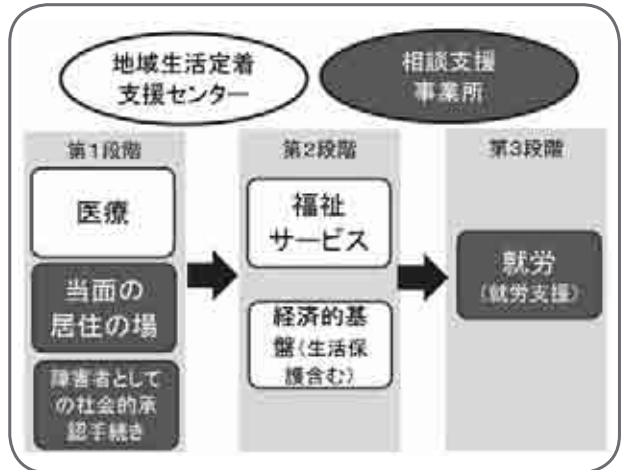 地域生活定着
支援センター
相談支援
事業所
第1段階
医療
当面の
居住の場
障害者として
の社会的承
認手続き
第2段階
福祉
サービス
経済的基
盤(生活保
護含む)
第3段階
就労
(就労支援)